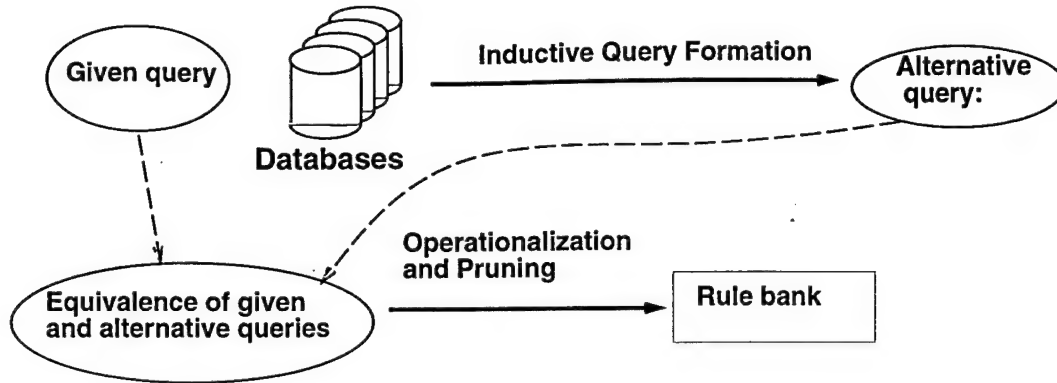 Given query
Databases
Inductive Query Formation
Alternative
query:
Operationalization
and Pruning
Equivalence of given
and alternative queries
Rule bank